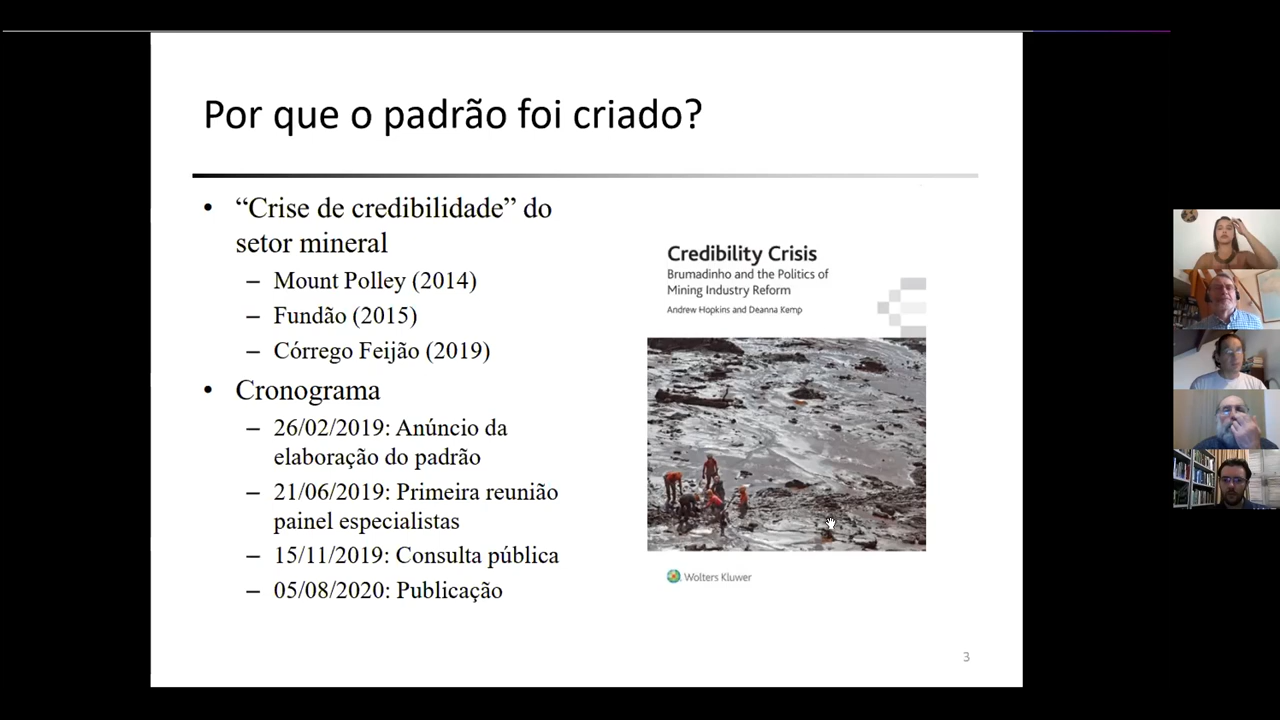 Por que o padrão foi criado?
• “Crise de credibilidade” do
setor mineral
– Mount Polley (2014)
– Fundão (2015)
– Córrego Feijão (2019)
• Cronograma
– 26/02/2019: Anúncio da
elaboração do padrão
– 21/06/2019: Primeira reunião
painel especialistas
– 15/11/2019: Consulta pública
– 05/08/2020: Publicação
Credibility Crisis
Brumadinho and the Politics of
Mining Industry Reform
Andrew Hopkins and Deanna Kemp
Wolters Kluwer
3